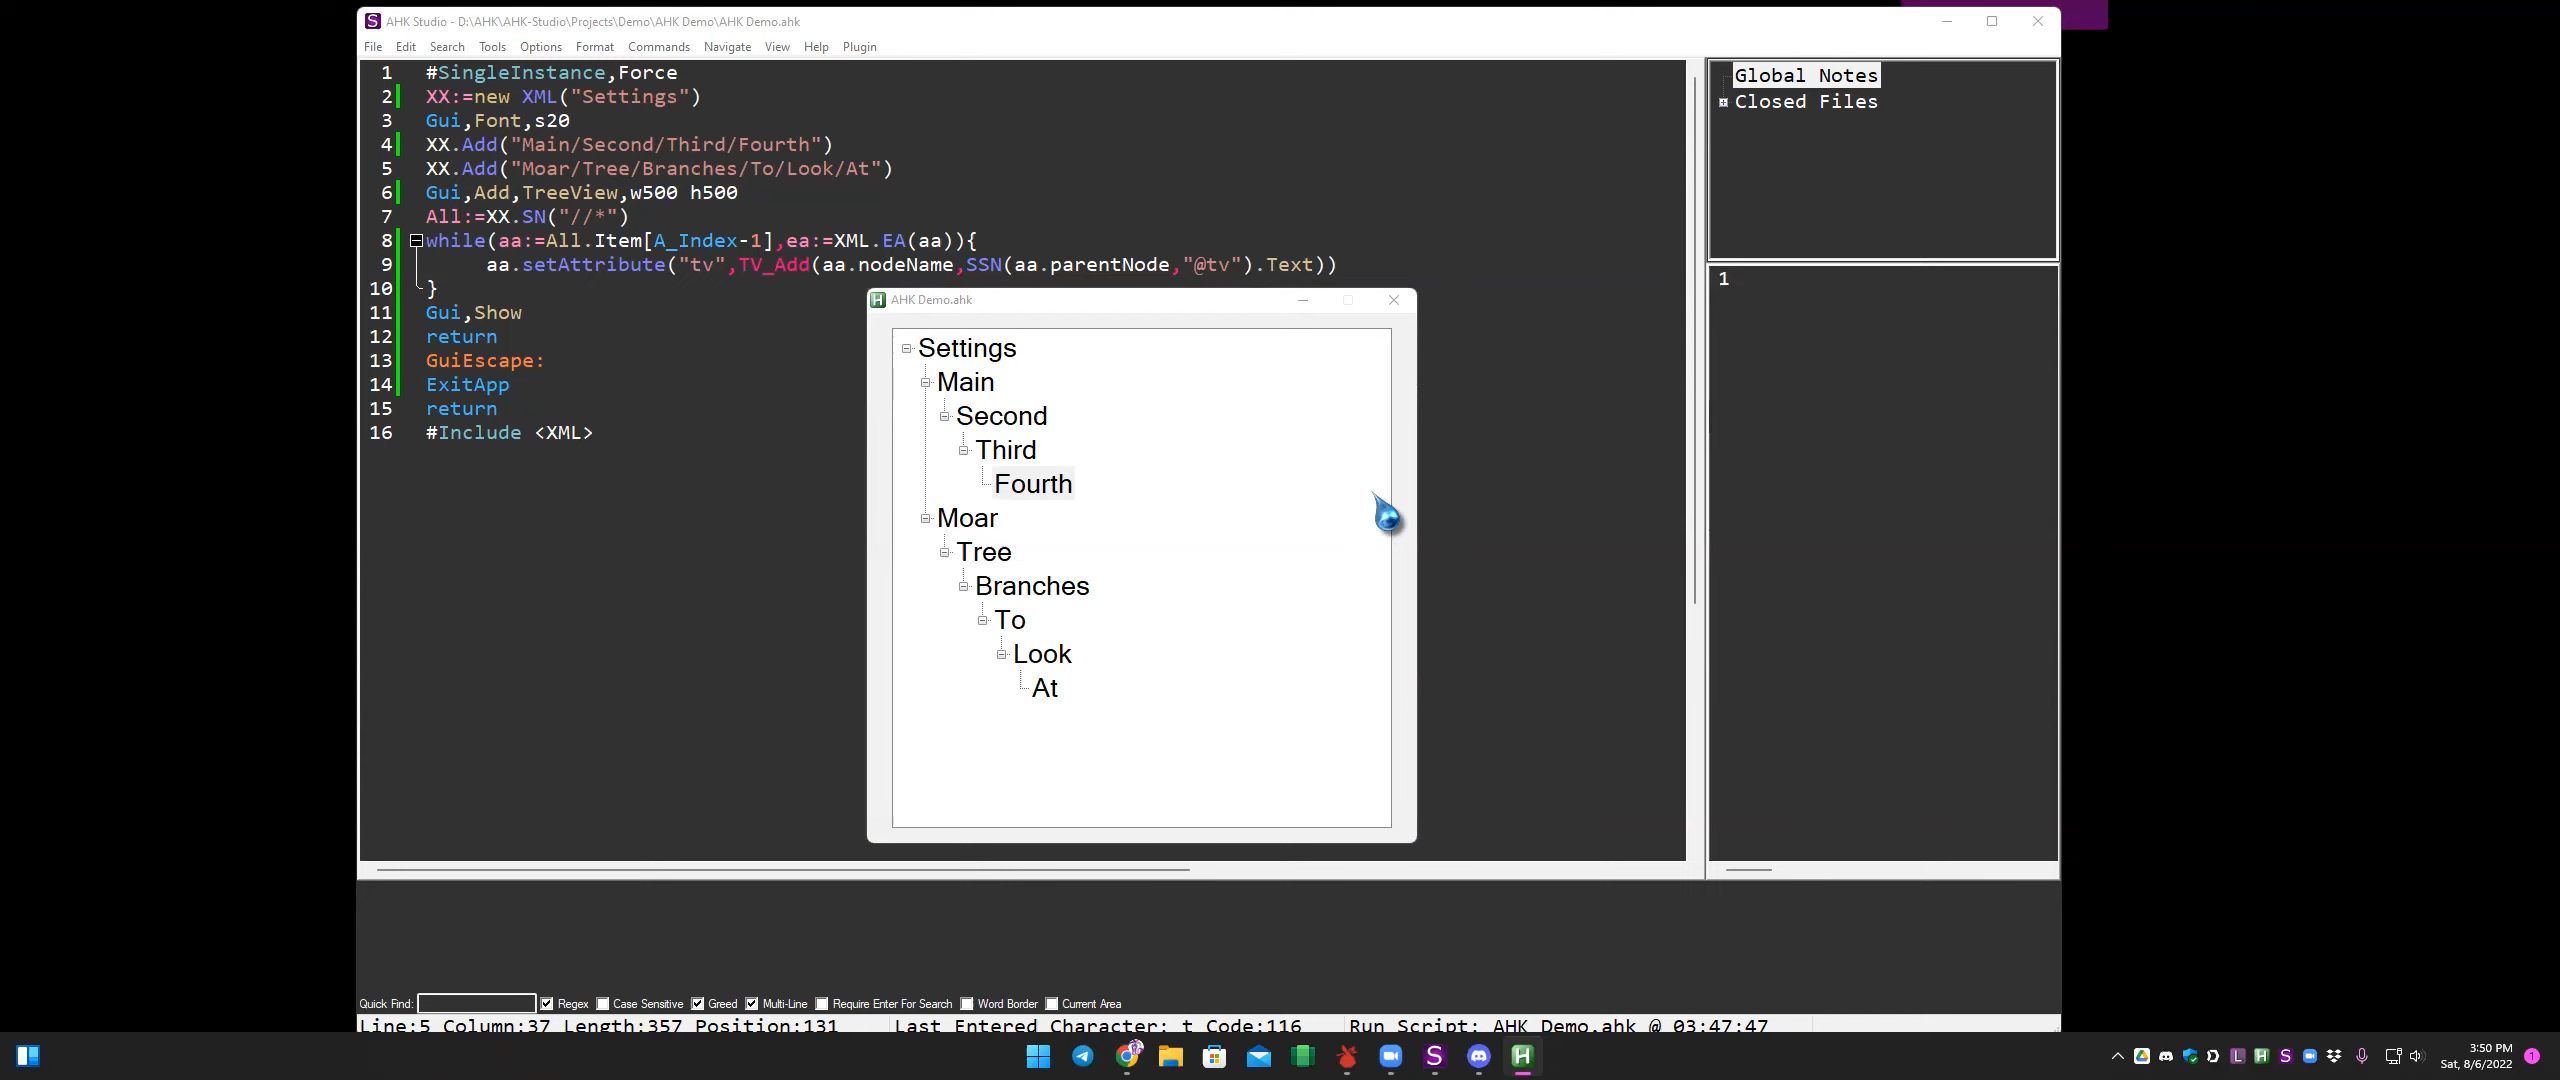 AHK Studio - D:\AHK\AHK-Studio\Projects\Demo\AHK Demo\AHK Demo.ahk
File Edit Search Tools Options Format Commands Navigate View Help Plugin
1 #SingleInstance,Force
2 XX:=new XML("Settings")
3 Gui,Font,s20
4 XX.Add("Main/Second/Third/Fourth")
5 XX.Add("Moar/Tree/Branches/To/Look/At")
6 Gui,Add,TreeView,w500 h500
7 All:=XX.SN("//*")
8 while(aa:=All.Item[A_Index-1],ea:=XML.EA(aa)){
9 aa.setAttribute("tv",TV_Add(aa.nodeName,SSN(aa.parentNode,"@tv").Text))
10 }
11 Gui,Show
12 return
13 GuiEscape:
14 ExitApp
15 return
16 #Include <XML>
Global Notes
Closed Files
1
AHK Demo.ahk
Settings
Main
Second
Third
Fourth
Moar
Tree
Branches
To
Look
At
Quick Find: Regex Case Sensitive Greed Multi-Line Require Enter For Search Word Border Current Area
Line:5 Column:37 Length:357 Position:131 Last Entered Character: t Code:116 Run Script: AHK Demo.ahk @ 03:47:47
3:50 PM
Sat, 8/6/2022
1